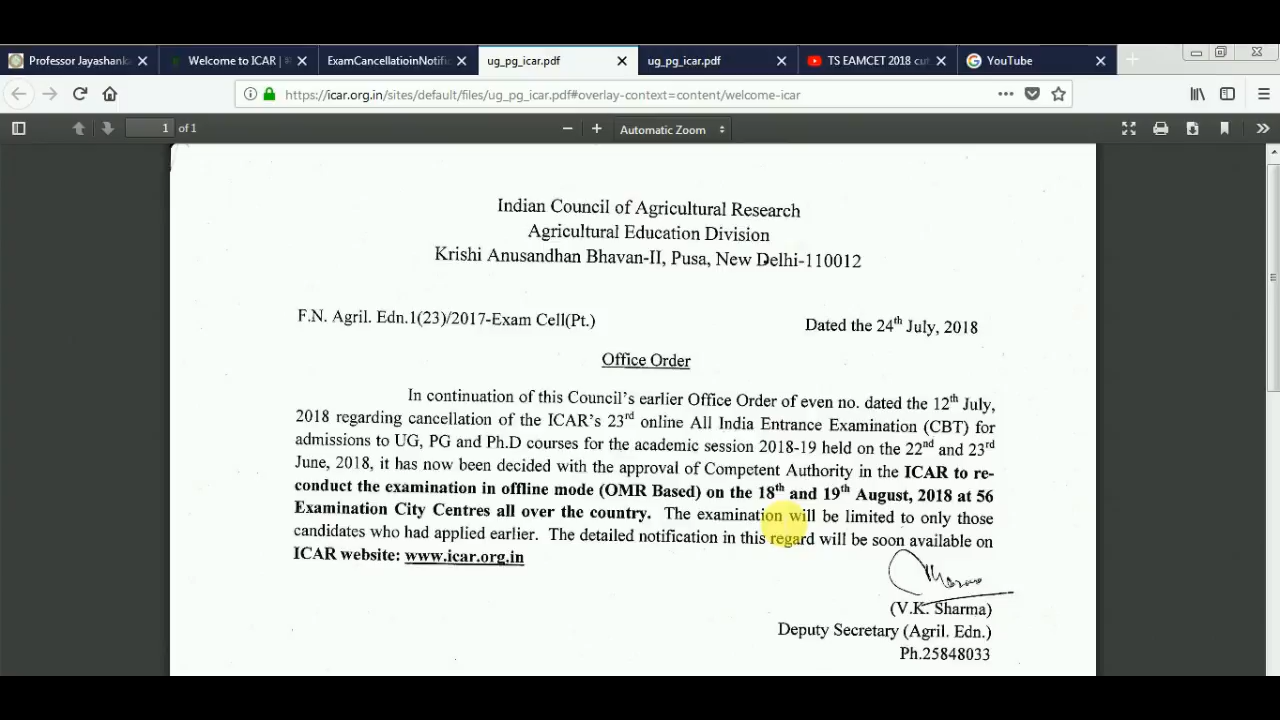 Professor Jayashank
Welcome to ICAR |
ExamCancellatioinNotifi
ug_pg_icar.pdf
ug_pg_icar.pdf
TS EAMCET 2018 cu
YouTube
https://icar.org.in/sites/default/files/ug_pg_icar.pdf#overlay-context=content/welcome-icar
1 of 1
Automatic Zoom
Indian Council of Agricultural Research
Agricultural Education Division
Krishi Anusandhan Bhavan-II, Pusa, New Delhi-110012
F.N. Agril. Edn.1(23)/2017-Exam Cell(Pt.)
Dated the 24th July, 2018
Office Order
In continuation of this Council's earlier Office Order of even no. dated the 12th July,
2018 regarding cancellation of the ICAR's 23rd online All India Entrance Examination (CBT) for
admissions to UG, PG and Ph.D courses for the academic session 2018-19 held on the 22nd and 23rd
June, 2018, it has now been decided with the approval of Competent Authority in the ICAR to re-
conduct the examination in offline mode (OMR Based) on the 18th and 19th August, 2018 at 56
Examination City Centres all over the country. The examination will be limited to only those
candidates who had applied earlier. The detailed notification in this regard will be soon available on
ICAR website: www.icar.org.in
(V.K. Sharma)
Deputy Secretary (Agril. Edn.)
Ph.25848033